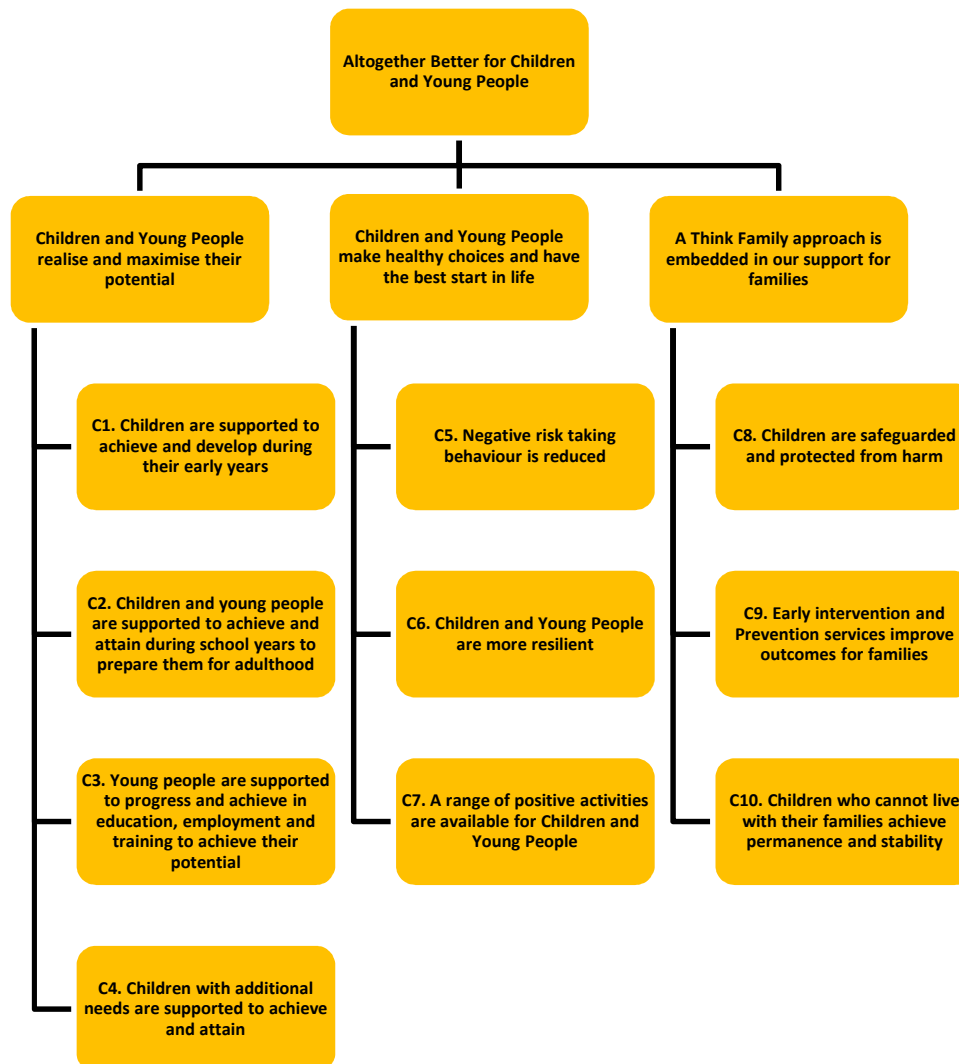 Altogether Better for Children
and Young People
Children and Young People
realise and maximise their
potential
Children and Young People
make healthy choices and have
the best start in life
A Think Family approach is
embedded in our support for
families
C1. Children are supported to
achieve and develop during
their early years
C2. Children and young people
are supported to achieve and
attain during school years to
prepare them for adulthood
C3. Young people are supported
to progress and achieve in
education, employment and
training to achieve their
potential
C4. Children with additional
needs are supported to achieve
and attain
C5. Negative risk taking
behaviour is reduced
C6. Children and Young People
are more resilient
C7. A range of positive activities
are available for Children and
Young People
C8. Children are safeguarded
and protected from harm
C9. Early intervention and
Prevention services improve
outcomes for families
C10. Children who cannot live
with their families achieve
permanence and stability